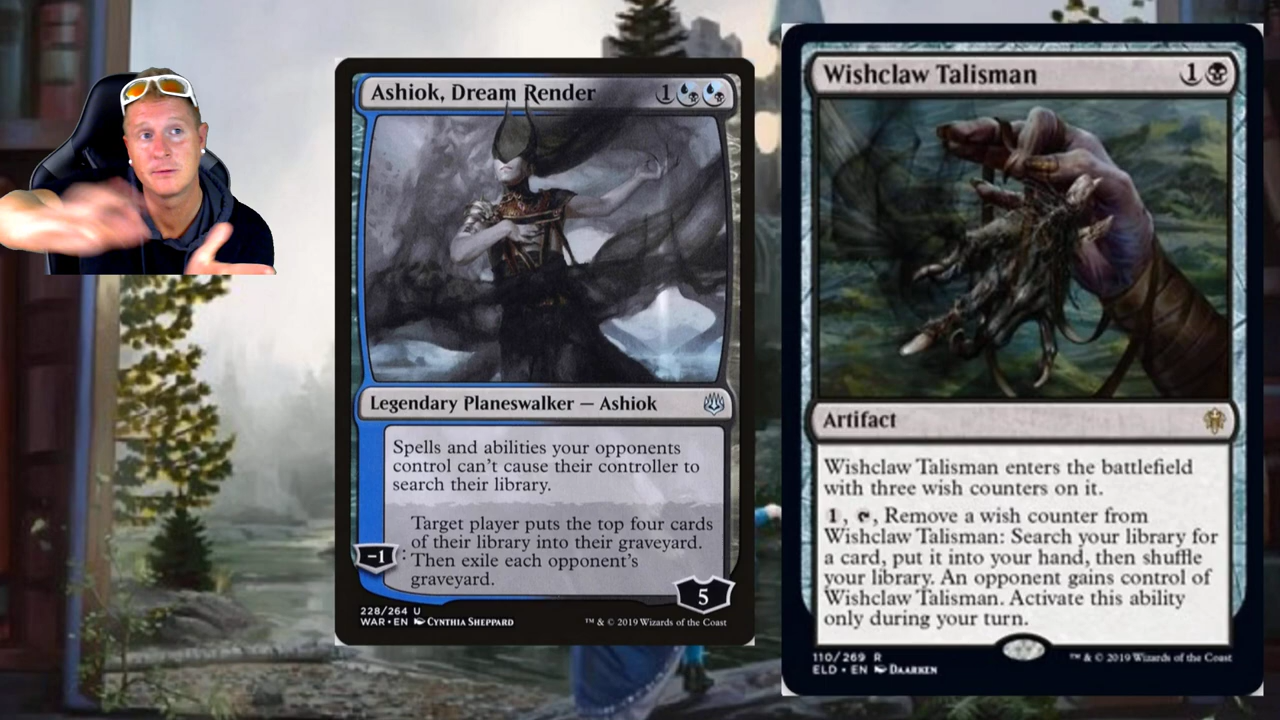 Ashiok, Dream Render 1
Legendary Planeswalker — Ashiok
Spells and abilities your opponents
control can't cause their controller to
search their library.
−1: Target player puts the top four cards
of their library into their graveyard.
Then exile each opponent's
graveyard.
5
228/264 U
WAR • EN Cynthia Sheppard
™ & © 2019 Wizards of the Coast
Wishclaw Talisman 1
Artifact
Wishclaw Talisman enters the battlefield
with three wish counters on it.
1, , Remove a wish counter from
Wishclaw Talisman: Search your library for
a card, put it into your hand, then shuffle
your library. An opponent gains control of
Wishclaw Talisman. Activate this ability
only during your turn.
110/269 R
ELD • EN Daarken
™ & © 2019 Wizards of the Coast